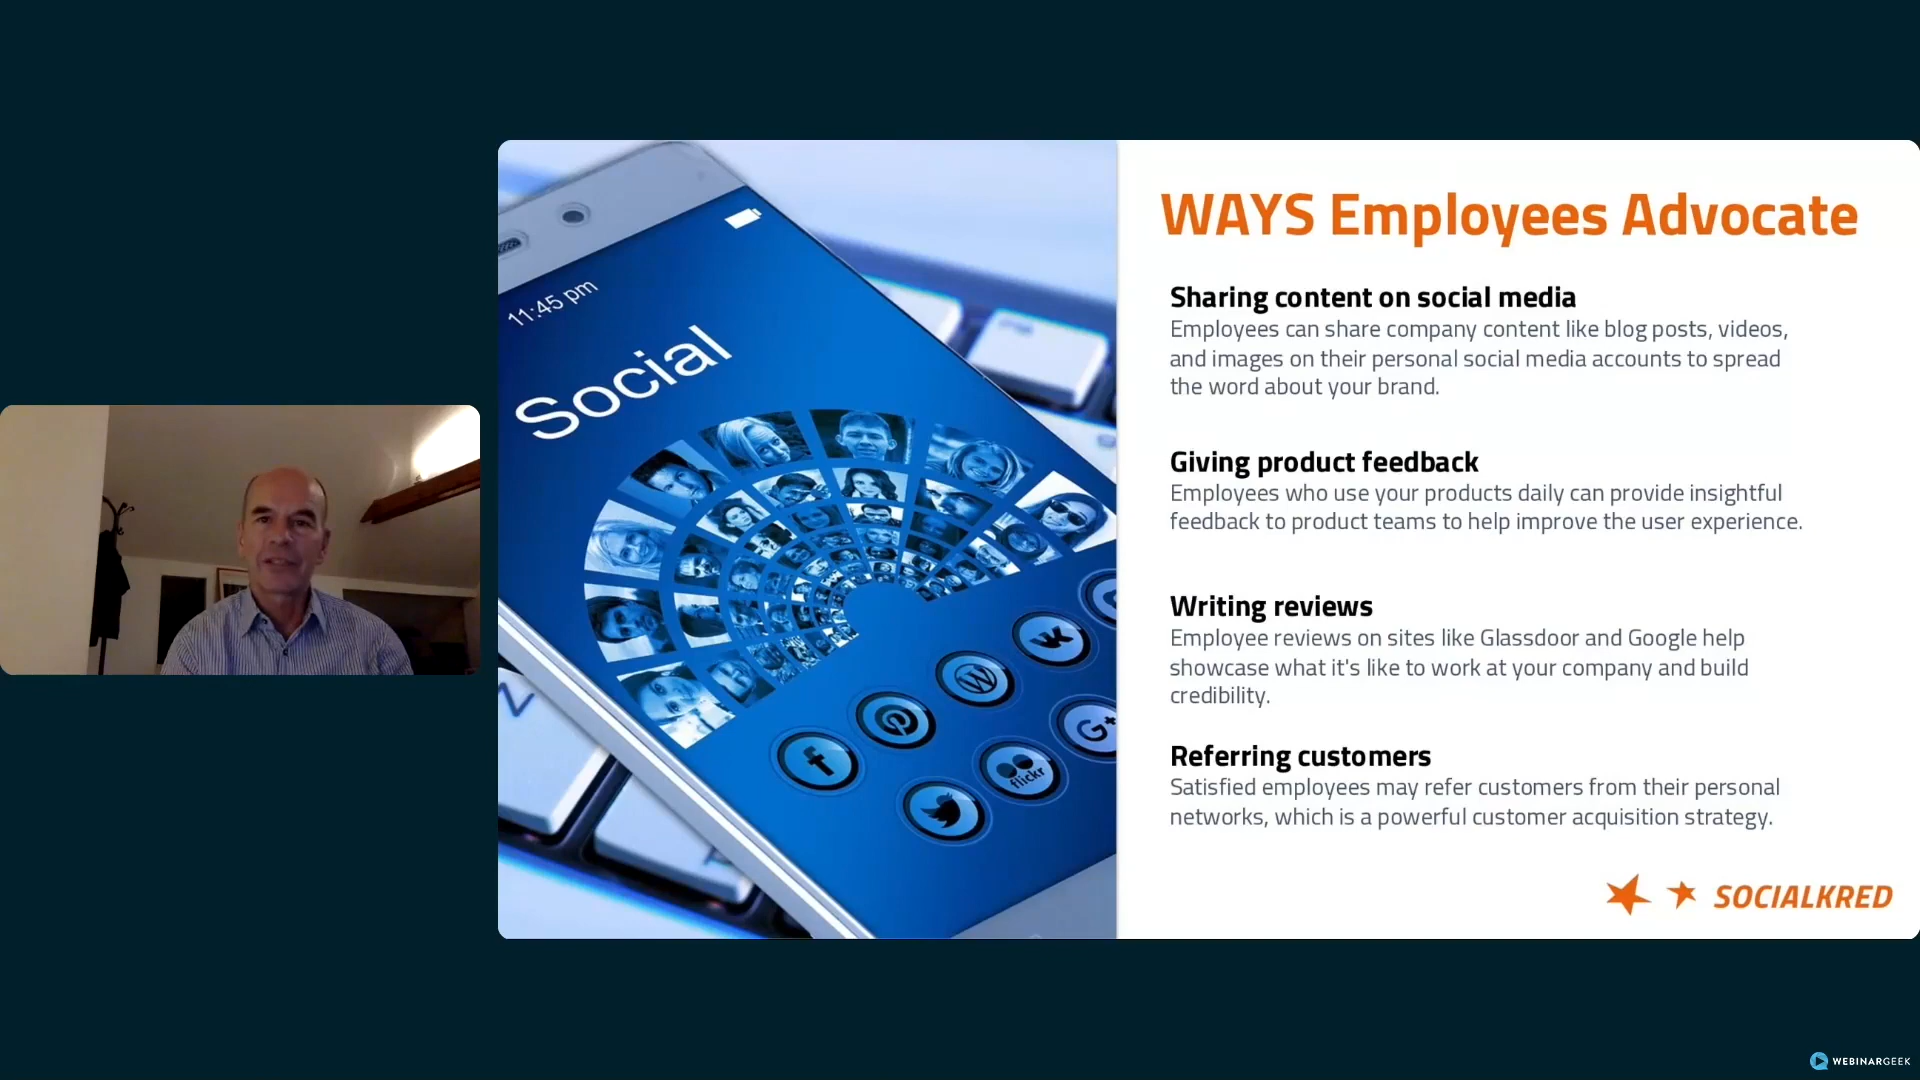 11:45 pm
Social
flickr
G+
WAYS Employees Advocate
Sharing content on social media
Employees can share company content like blog posts, videos,
and images on their personal social media accounts to spread
the word about your brand.
Giving product feedback
Employees who use your products daily can provide insightful
feedback to product teams to help improve the user experience.
Writing reviews
Employee reviews on sites like Glassdoor and Google help
showcase what it's like to work at your company and build
credibility.
Referring customers
Satisfied employees may refer customers from their personal
networks, which is a powerful customer acquisition strategy.
SOCIALKRED
WEBINARGEEK